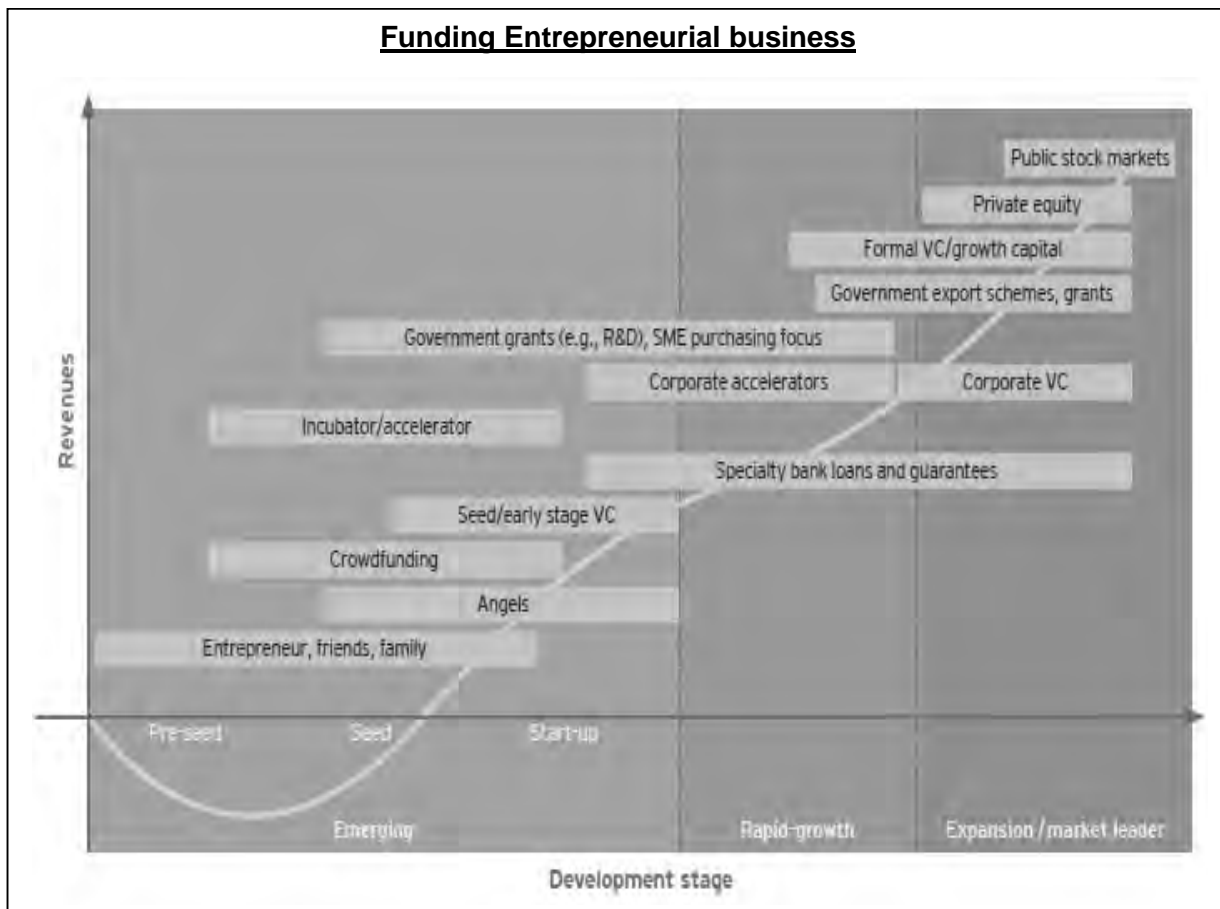 Funding Entrepreneurial business
Public stock markets
Private equity
Formal VC/growth capital
Government export schemes, grants
Government grants (e.g., R&D), SME purchasing focus
Corporate accelerators
Corporate VC
Incubator/accelerator
Specialty bank loans and guarantees
Seed/early stage VC
Crowdfunding
Angels
Entrepreneur, friends, family
Revenues
Pre-seed
Seed
Start-up
Emerging
Rapid-growth
Expansion/market leader
Development stage